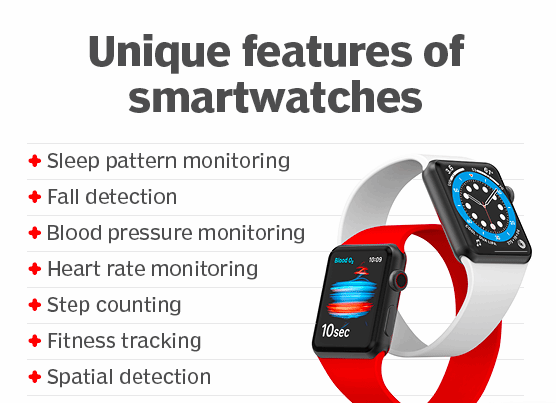 Unique features of
smartwatches
Sleep pattern monitoring
Fall detection
Blood pressure monitoring
Heart rate monitoring
Step counting
Fitness tracking
Spatial detection
Blood O₂ 10:09
10sec